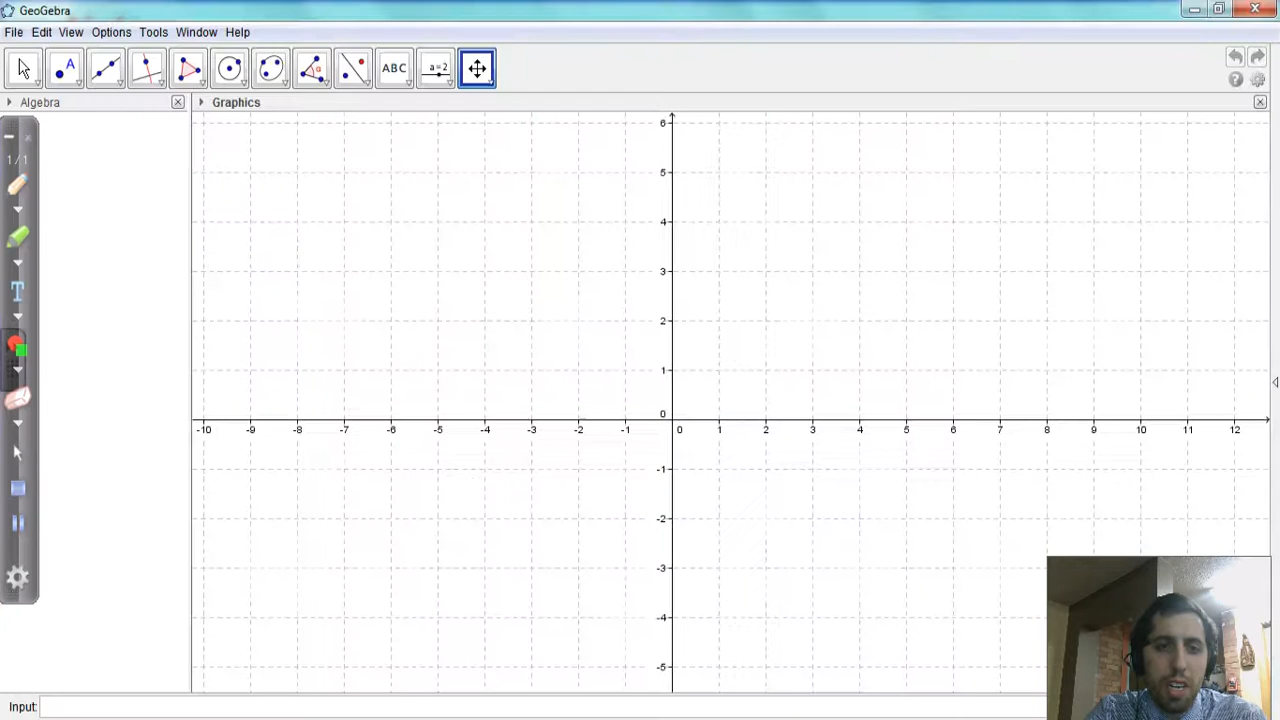 GeoGebra
File Edit View Options Tools Window Help
A α ABC a=2
Algebra Graphics
1/1
T
6
5
4
3
2
1
0
-10 -9 -8 -7 -6 -5 -4 -3 -2 -1 0 1 2 3 4 5 6 7 8 9 10 11 12
-1
-2
-3
-4
-5
Input: